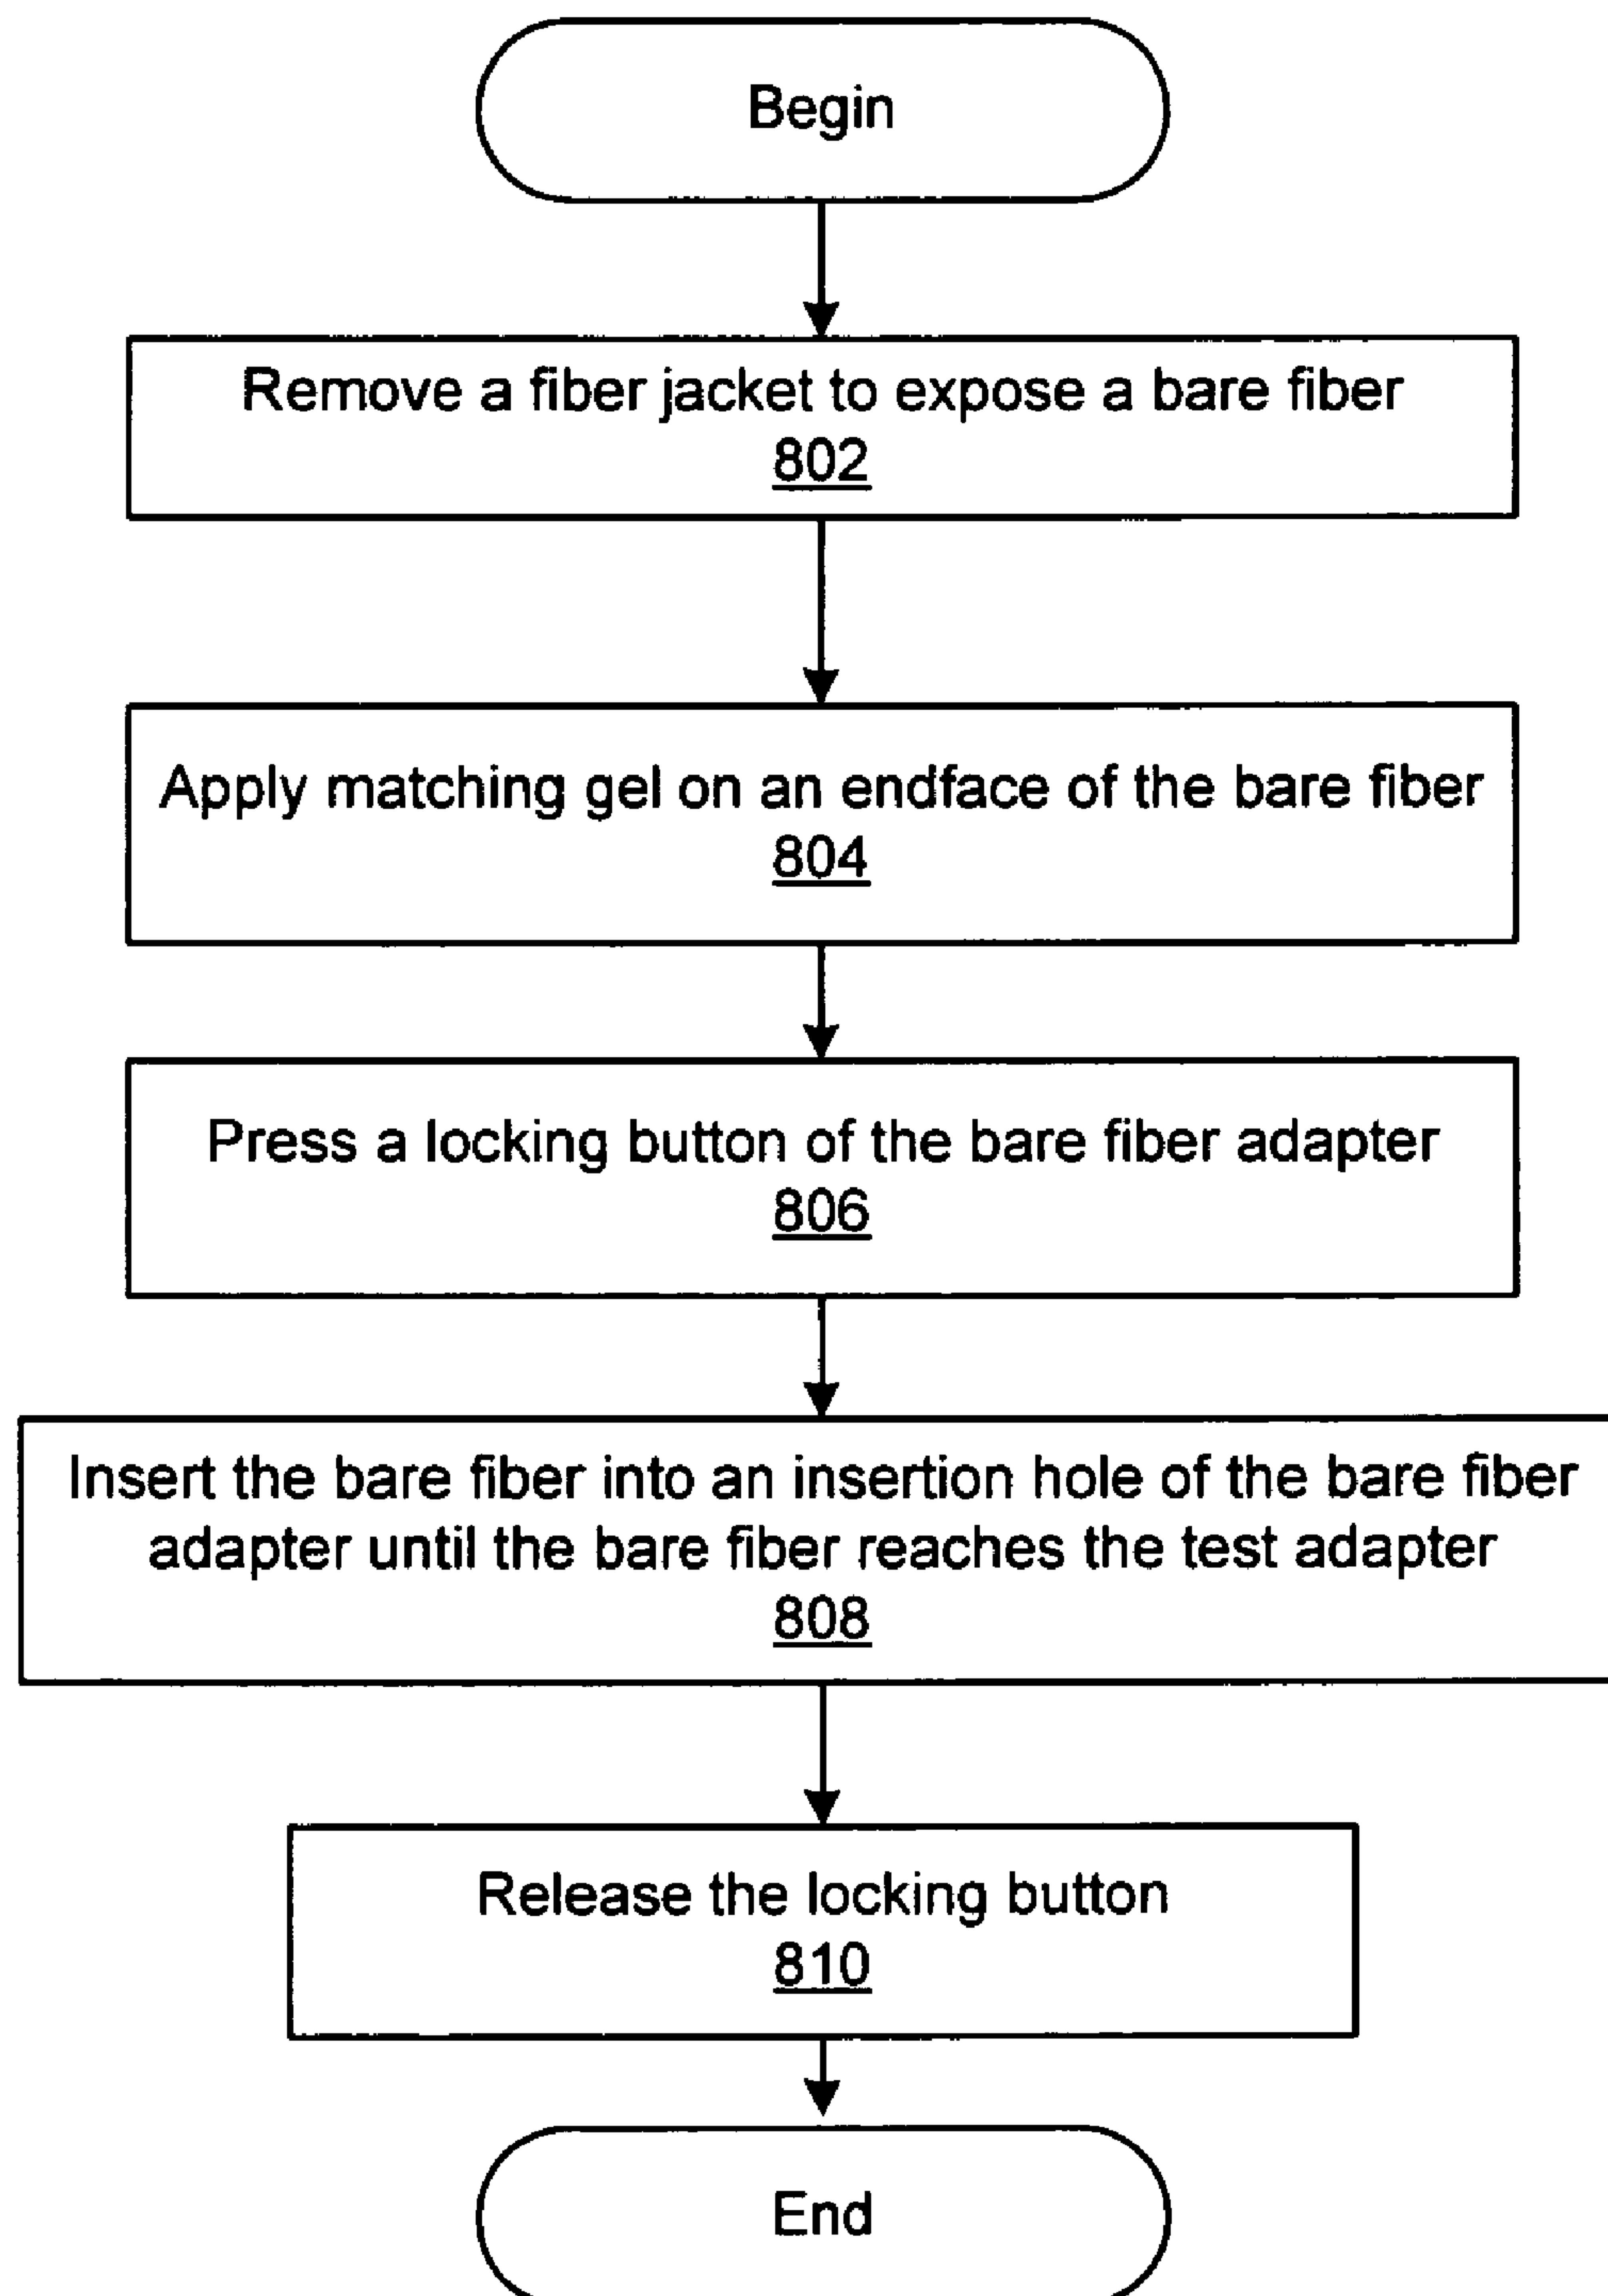 Begin
Remove a fiber jacket to expose a bare fiber
802
Apply matching gel on an endface of the bare fiber
804
Press a locking button of the bare fiber adapter
806
Insert the bare fiber into an insertion hole of the bare fiber
adapter until the bare fiber reaches the test adapter
808
Release the locking button
810
End